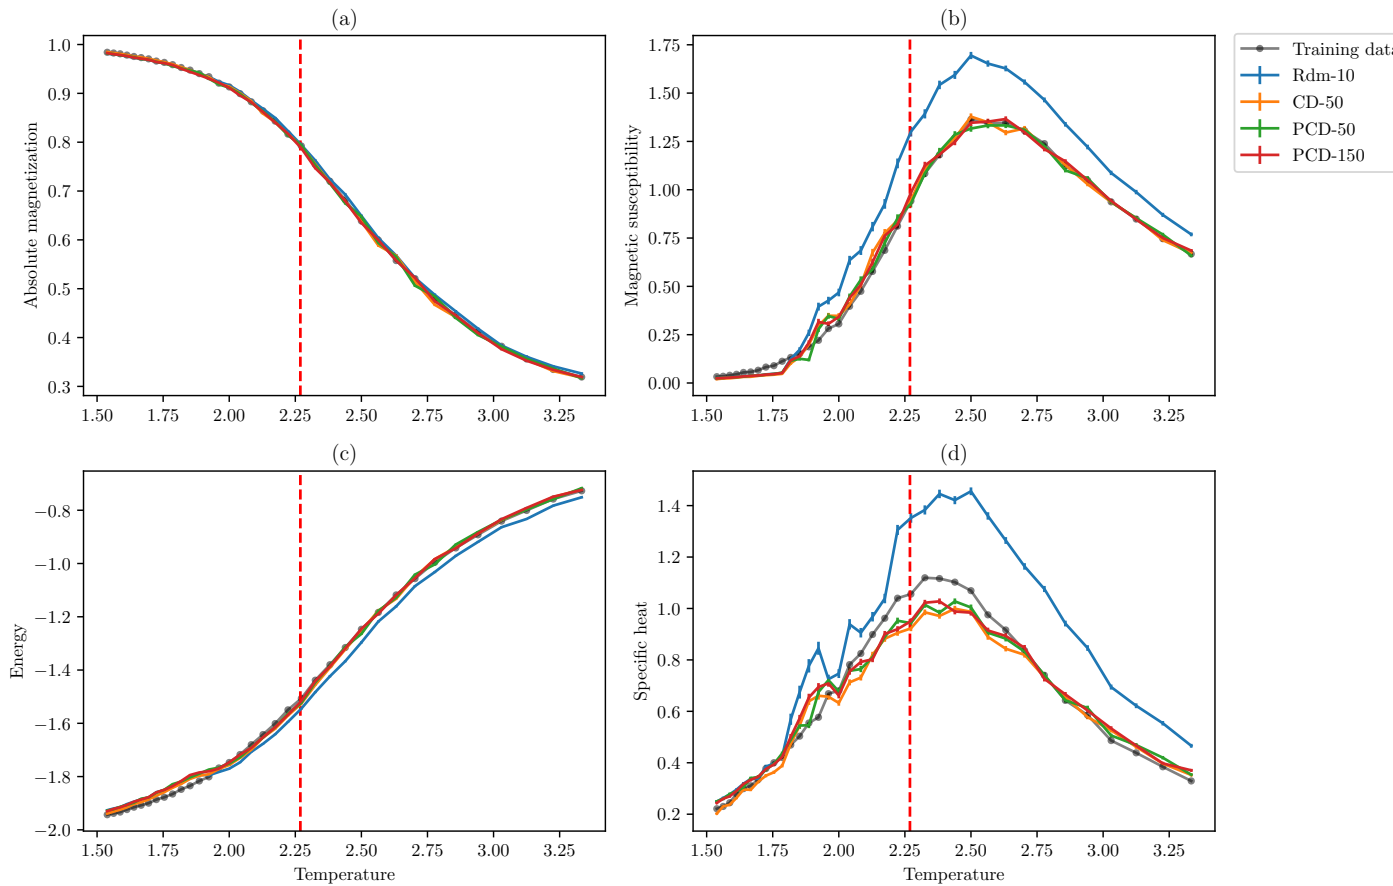 (a)
(b)
1.0
0.9
0.8
0.7
0.6
0.5
0.4
0.3
Absolute magnetization
1.50 1.75 2.00 2.25 2.50 2.75 3.00 3.25
1.75
1.50
1.25
1.00
0.75
0.50
0.25
0.00
Magnetic susceptibility
1.50 1.75 2.00 2.25 2.50 2.75 3.00 3.25
Training data
Rdm-10
CD-50
PCD-50
PCD-150
(c)
(d)
−0.8
−1.0
−1.2
−1.4
−1.6
−1.8
−2.0
Energy
1.50 1.75 2.00 2.25 2.50 2.75 3.00 3.25
Temperature
1.4
1.2
1.0
0.8
0.6
0.4
0.2
Specific heat
1.50 1.75 2.00 2.25 2.50 2.75 3.00 3.25
Temperature